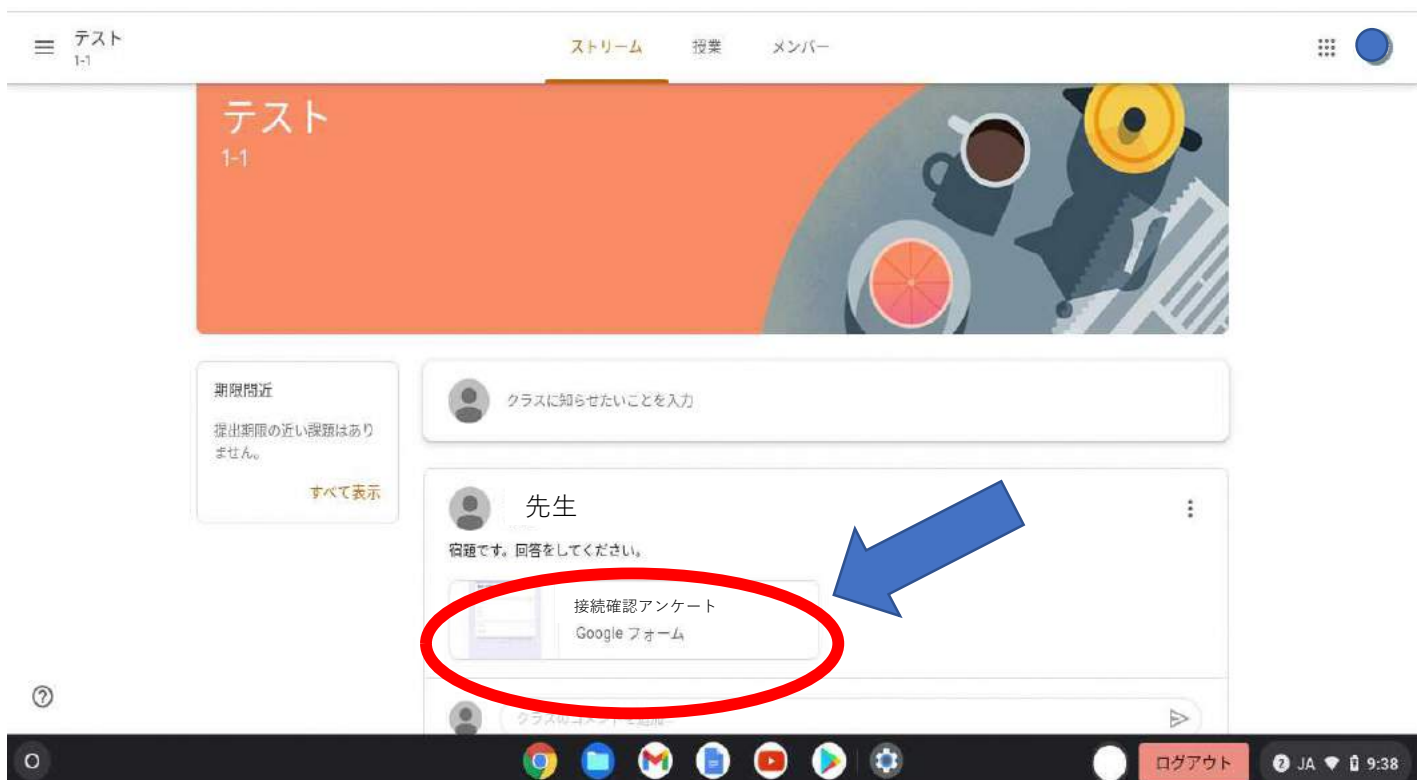 テスト
1-1
ストリーム 授業 メンバー
テスト
1-1
期限間近
提出期限の近い課題はあり
ません。
すべて表示
クラスに知らせたいことを入力
先生
宿題です。回答をしてください。
接続確認アンケート
Google フォーム
ログアウト
2 JA 9:38